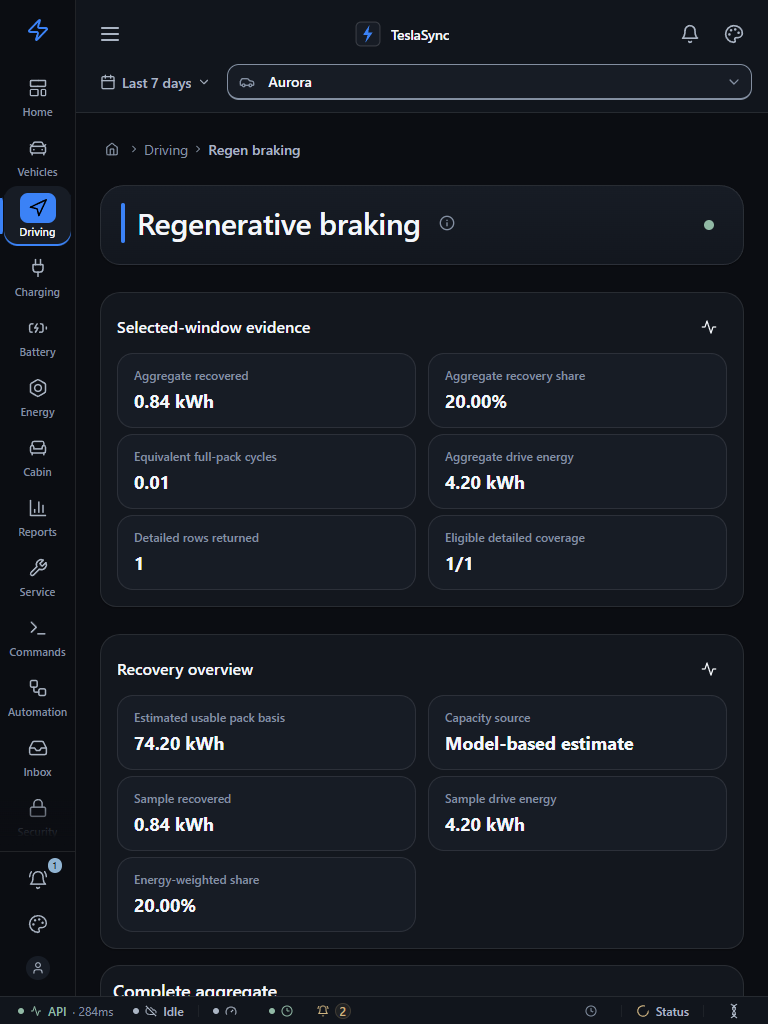 TeslaSync
Last 7 days
Aurora
Home
Vehicles
Driving
Charging
Battery
Energy
Cabin
Reports
Service
Commands
Automation
Inbox
Security
1
Driving
Regen braking
Regenerative braking
Selected-window evidence
Aggregate recovered
0.84 kWh
Aggregate recovery share
20.00%
Equivalent full-pack cycles
0.01
Aggregate drive energy
4.20 kWh
Detailed rows returned
1
Eligible detailed coverage
1/1
Recovery overview
Estimated usable pack basis
74.20 kWh
Capacity source
Model-based estimate
Sample recovered
0.84 kWh
Sample drive energy
4.20 kWh
Energy-weighted share
20.00%
Complete aggregate
API · 284ms
Idle
2
Status